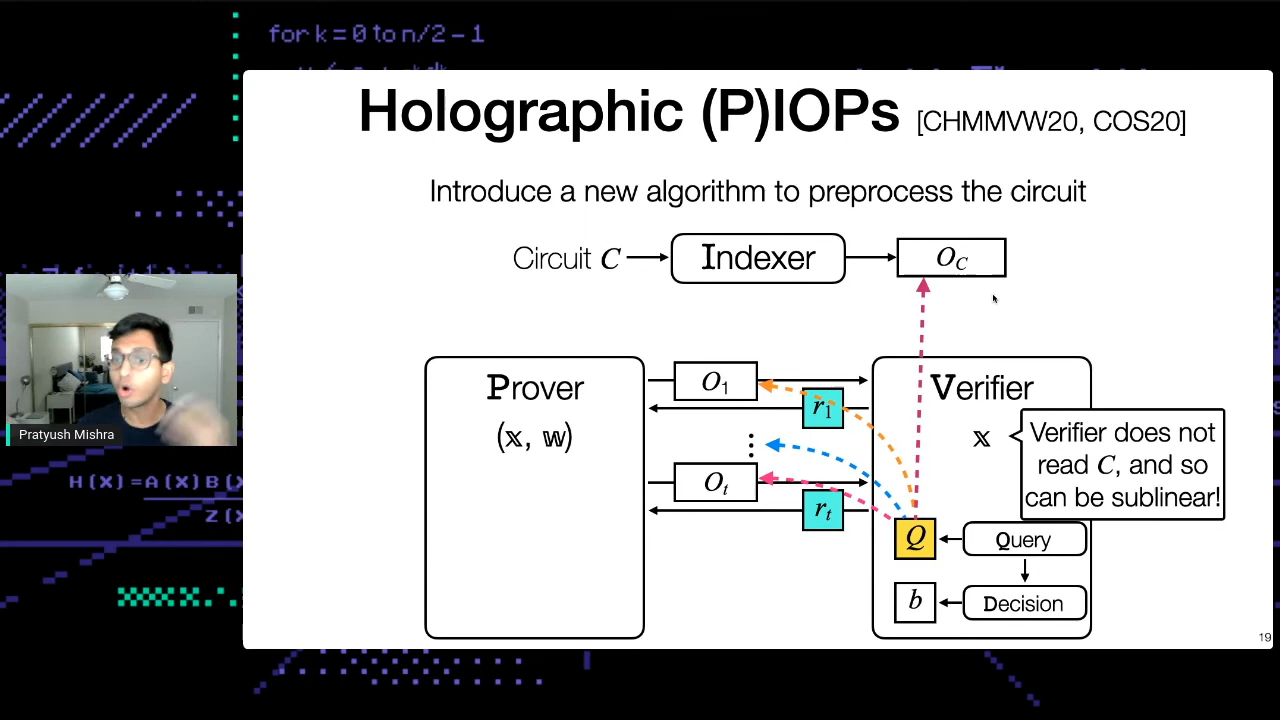 for k = 0 to n/2 - 1
Holographic (P)IOPs [CHMMVW20, COS20]
Introduce a new algorithm to preprocess the circuit
Circuit C
Indexer
O_C
Prover
(𝕩, 𝕨)
O_1
r_1
⋮
O_t
r_t
Verifier
𝕩
Verifier does not
read C, and so
can be sublinear!
Q
Query
b
Decision
19
Pratyush Mishra
H(X)=A(X)B(X
Z(X